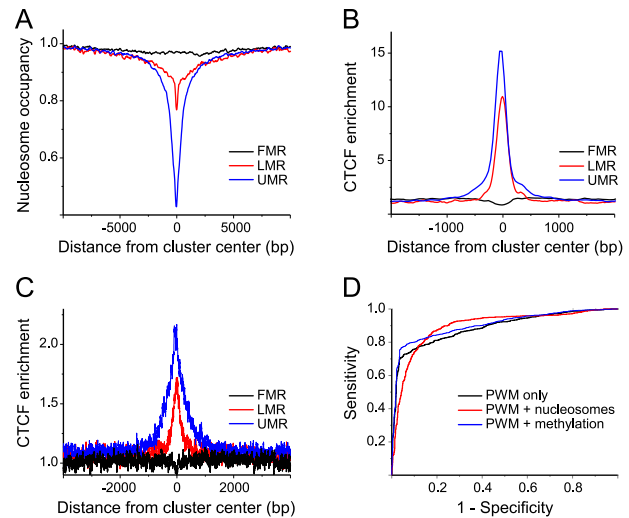 A
Nucleosome occupancy
1.0
0.8
0.6
FMR
LMR
UMR
-5000
0
5000
Distance from cluster center (bp)
B
CTCF enrichment
15
10
5
FMR
LMR
UMR
-1000
0
1000
Distance from cluster center (bp)
C
CTCF enrichment
2.0
1.5
1.0
FMR
LMR
UMR
-2000
0
2000
4000
Distance from cluster center (bp)
D
Sensitivity
1.0
0.8
0.6
0.4
0.2
PWM only
PWM + nucleosomes
PWM + methylation
0.2
0.4
0.6
0.8
1.0
1 - Specificity